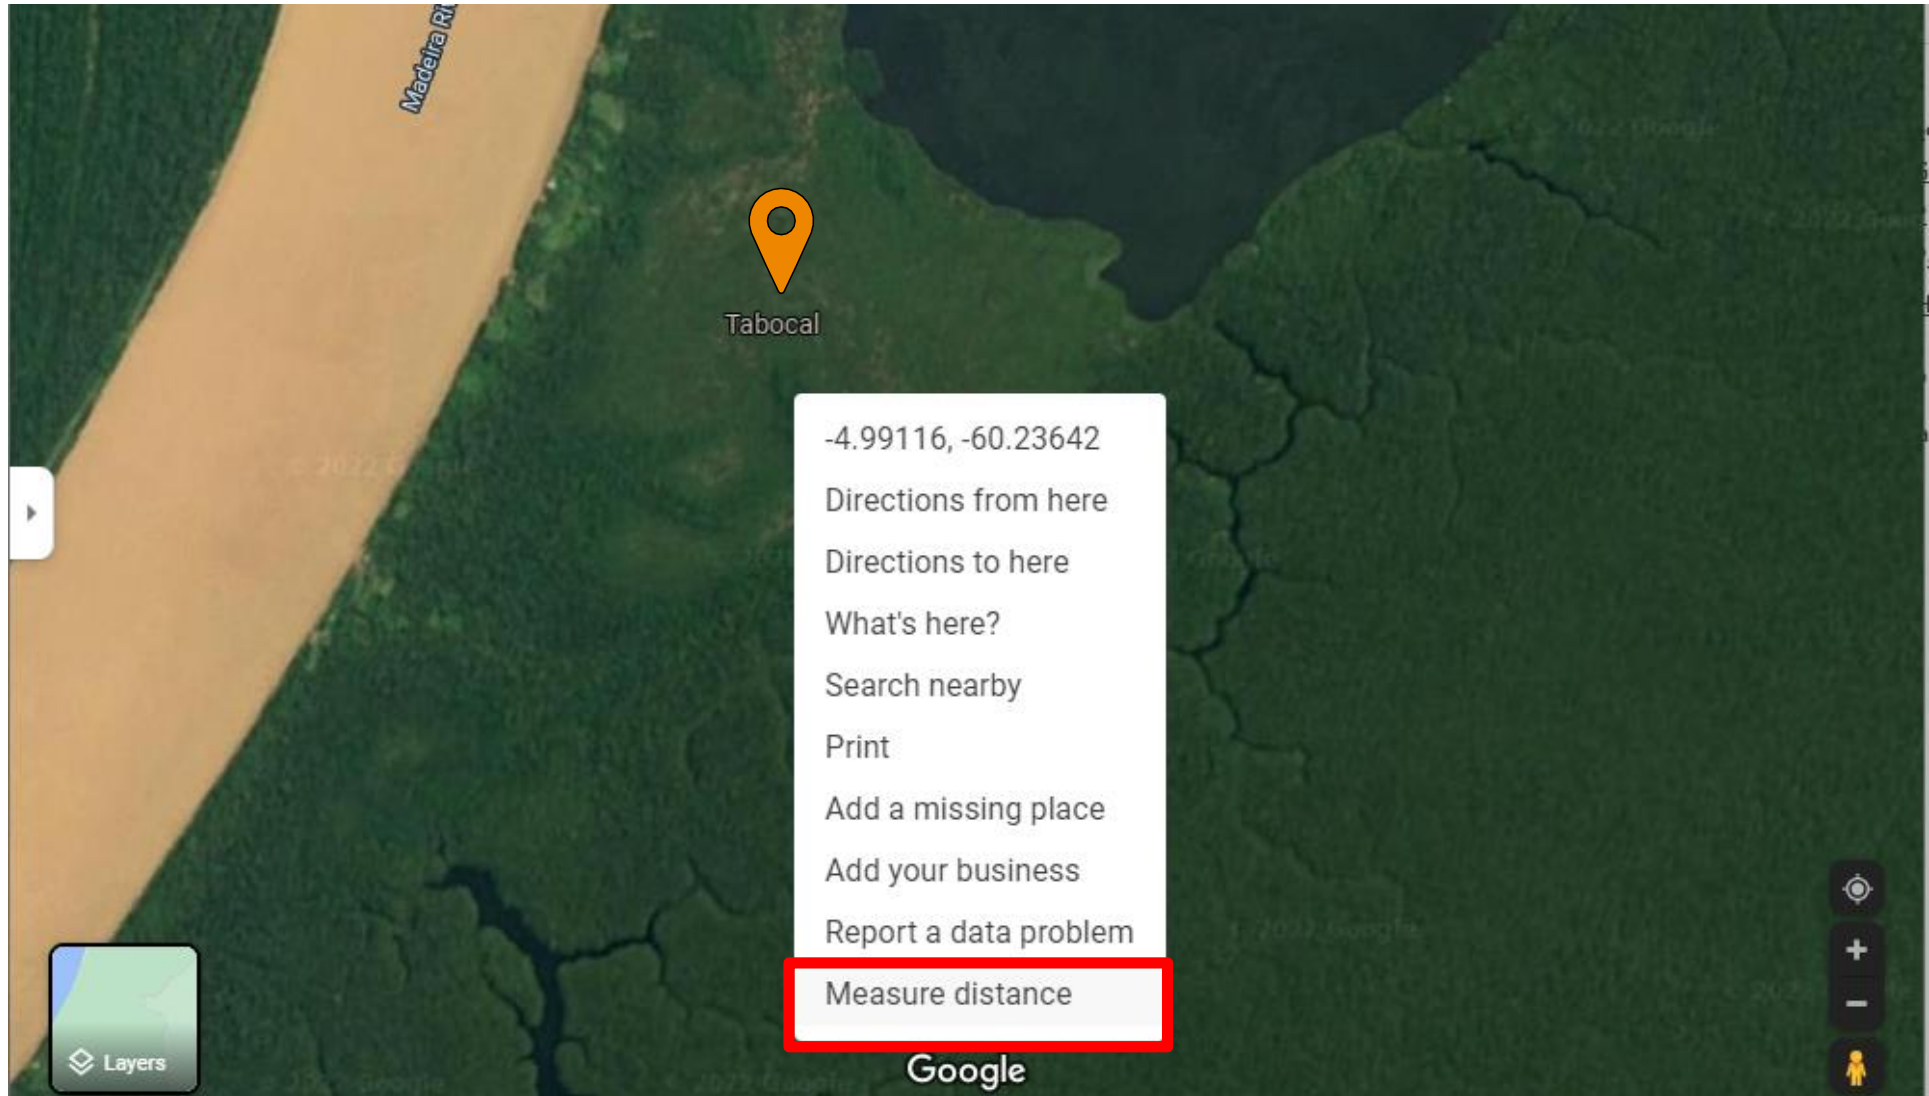 Madeira Ri
Tabocal
-4.99116, -60.23642
Directions from here
Directions to here
What's here?
Search nearby
Print
Add a missing place
Add your business
Report a data problem
Measure distance
Layers
Google